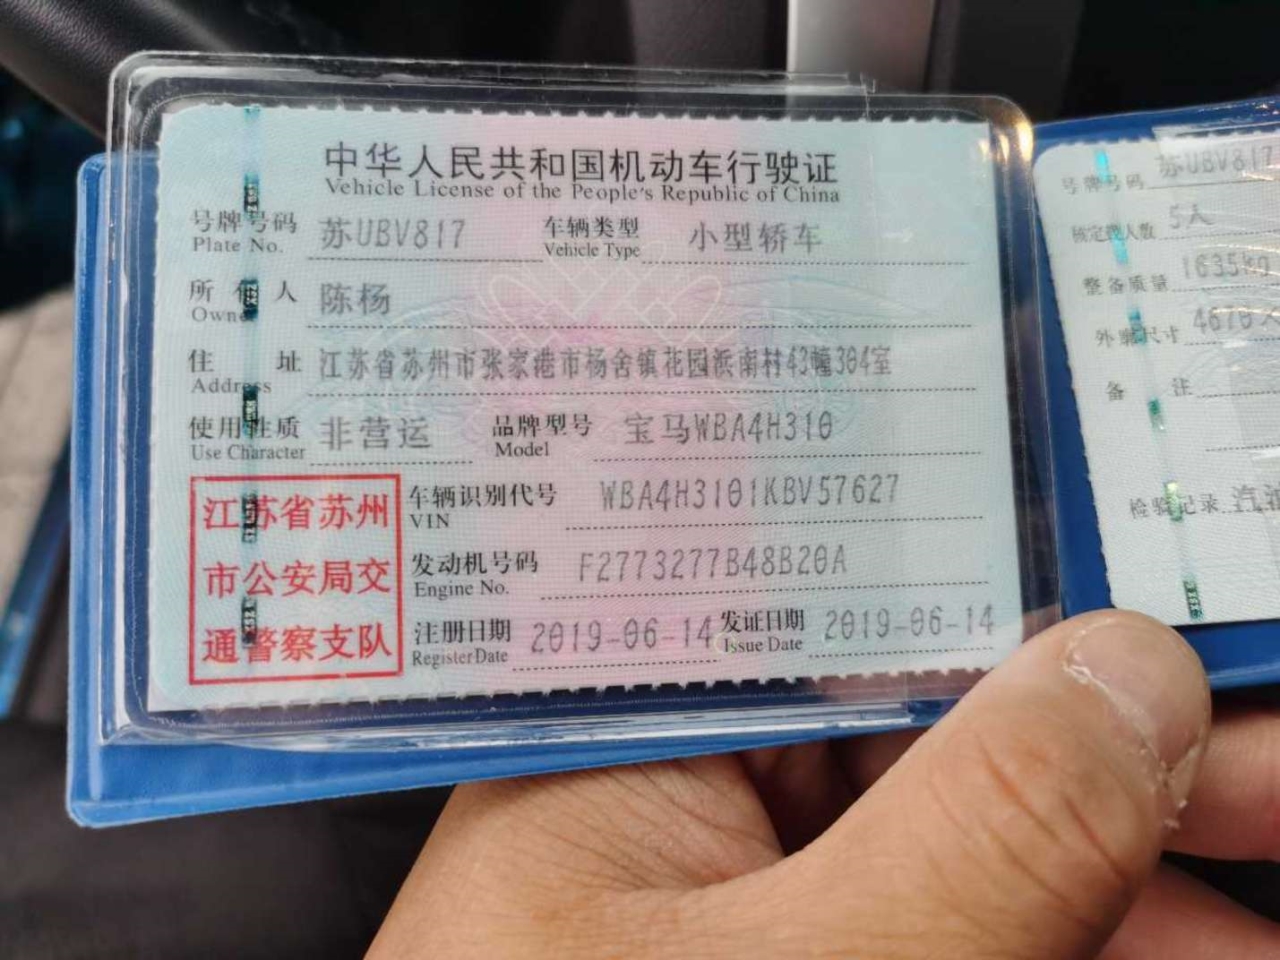 中华人民共和国机动车行驶证
Vehicle License of the People's Republic of China
号牌号码 苏UBV817 车辆类型 小型轿车
Plate No. Vehicle Type
所有人 陈杨
Owner
住址 江苏省苏州市张家港市杨舍镇花园浜南村43幢304室
Address
使用性质 非营运 品牌型号 宝马WBA4H310
Use Character Model
江苏省苏州
市公安局交
通警察支队
车辆识别代号 WBA4H3101KBV57627
VIN
发动机号码 F2773277B48B20A
Engine No.
注册日期 2019-06-14 发证日期 2019-06-14
Register Date Issue Date
号牌号码 苏UBV817
核定载人数 5人
整备质量 1635kg
外廓尺寸 4670×
备注
检验记录 汽油